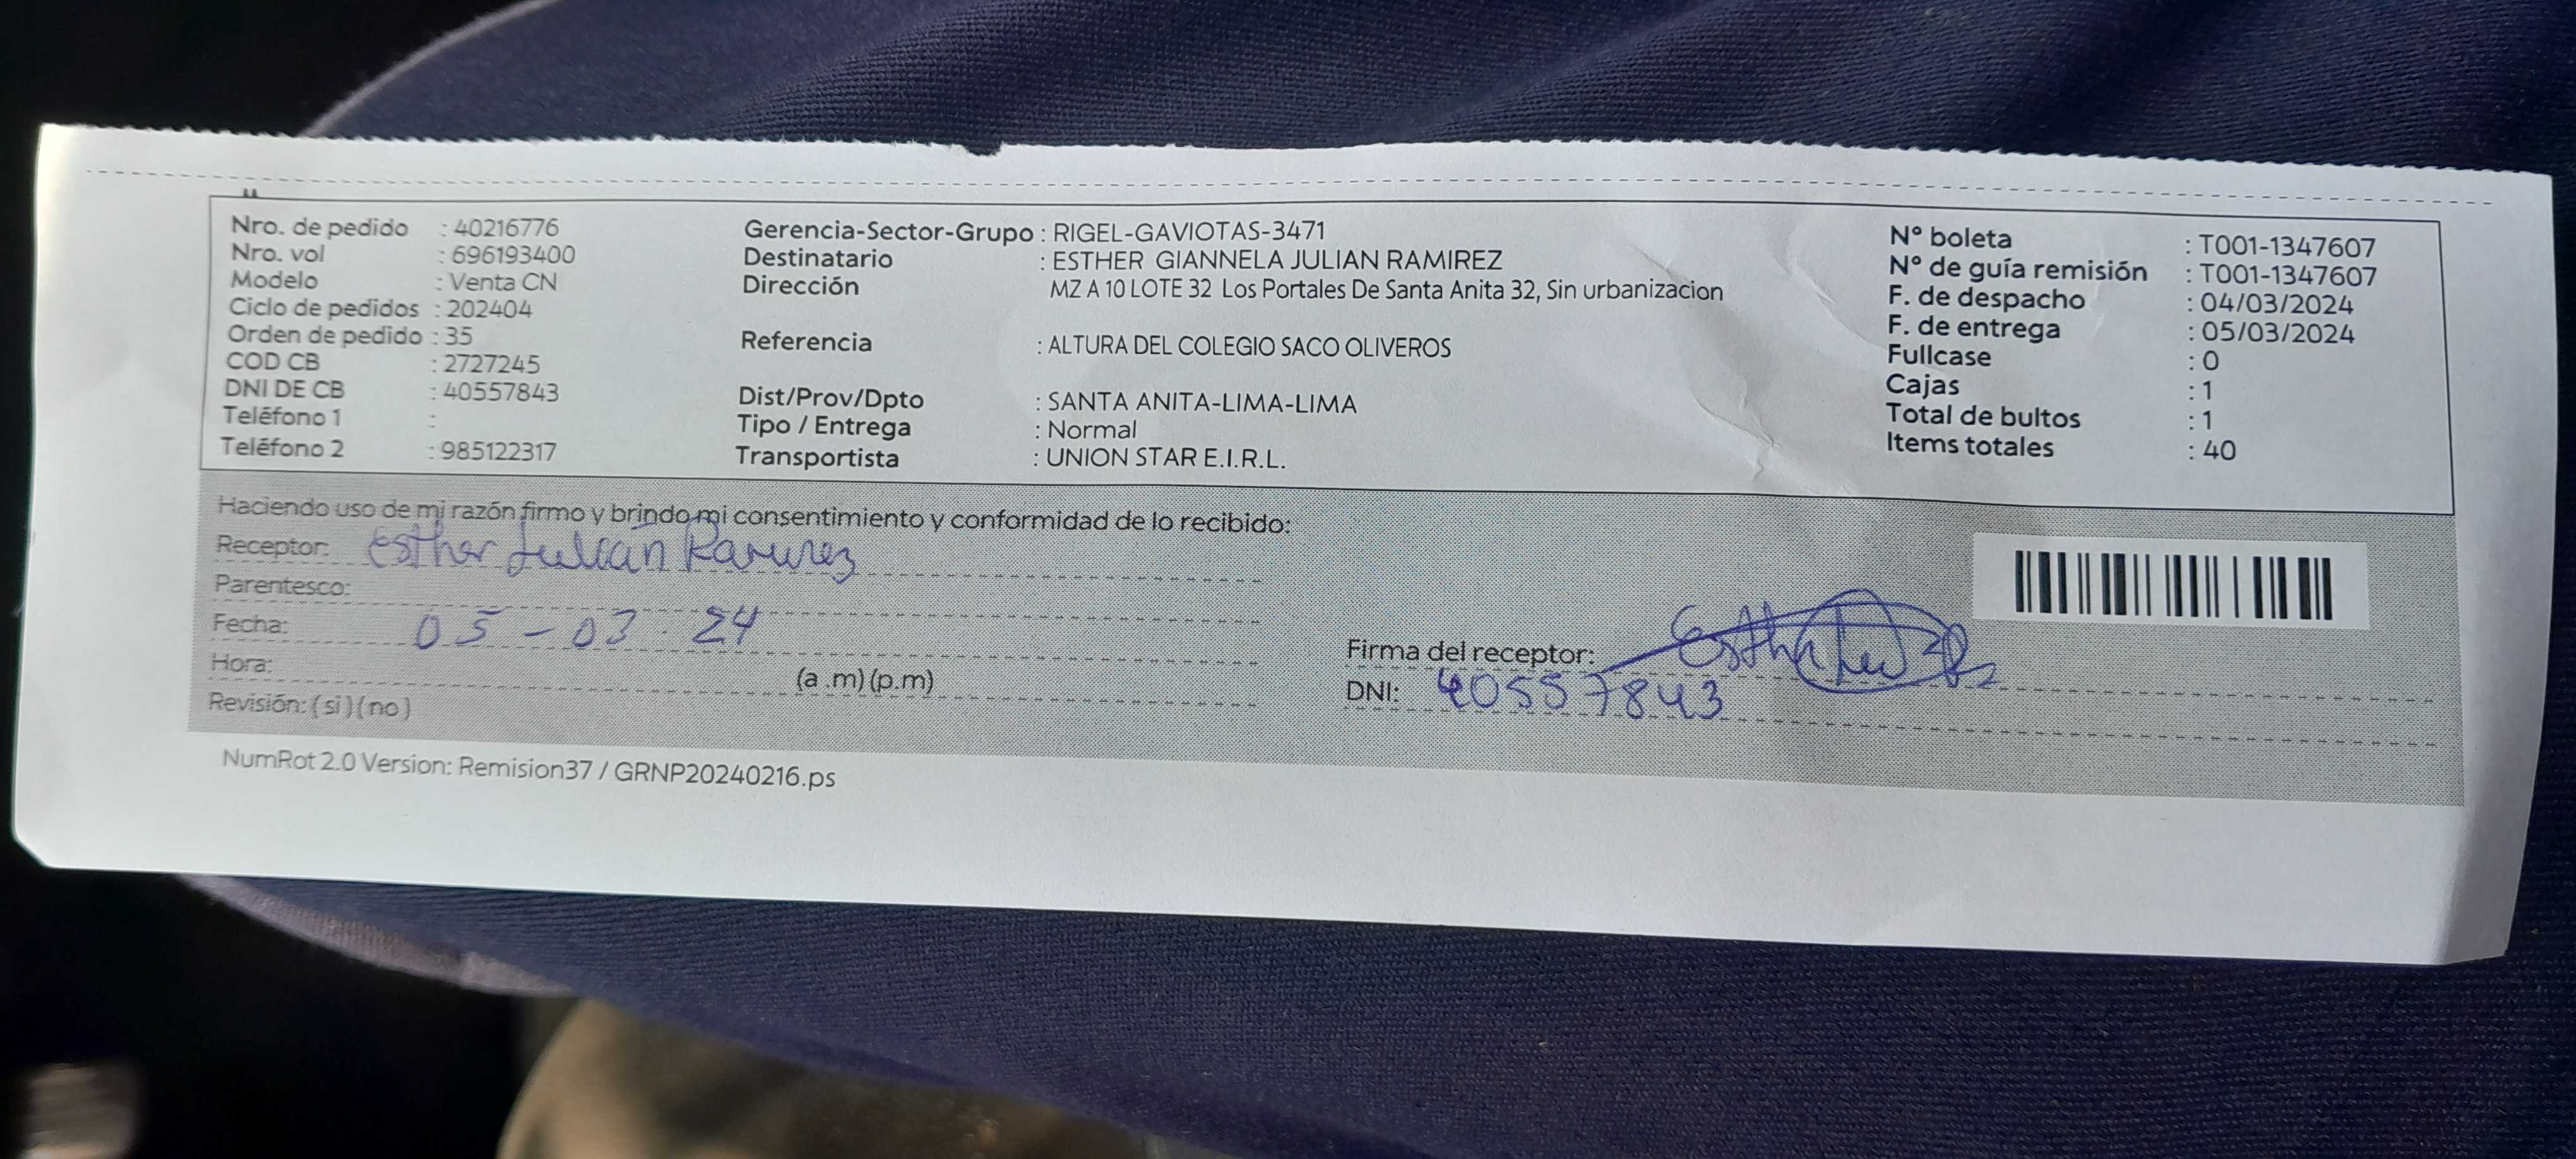 Nro. de pedido : 40216776
Nro. vol : 696193400
Modelo : Venta CN
Ciclo de pedidos : 202404
Orden de pedido : 35
COD CB : 2727245
DNI DE CB : 40557843
Teléfono 1 :
Teléfono 2 : 985122317
Gerencia-Sector-Grupo : RIGEL-GAVIOTAS-3471
Destinatario : ESTHER GIANNELA JULIAN RAMIREZ
Dirección MZ A 10 LOTE 32 Los Portales De Santa Anita 32, Sin urbanizacion
Referencia : ALTURA DEL COLEGIO SACO OLIVEROS
Dist/Prov/Dpto : SANTA ANITA-LIMA-LIMA
Tipo / Entrega : Normal
Transportista : UNION STAR E.I.R.L.
N° boleta : T001-1347607
N° de guía remisión : T001-1347607
F. de despacho : 04/03/2024
F. de entrega : 05/03/2024
Fullcase : 0
Cajas : 1
Total de bultos : 1
Items totales : 40
Haciendo uso de mi razón firmo y brindo mi consentimiento y conformidad de lo recibido:
Receptor: Esther Julián Ramirez
Parentesco:
Fecha: 05-03-24
Hora: (a .m) (p.m)
Revisión: (si) (no)
Firma del receptor:
DNI: 40557843
NumRot 2.0 Version: Remision37 / GRNP20240216.ps